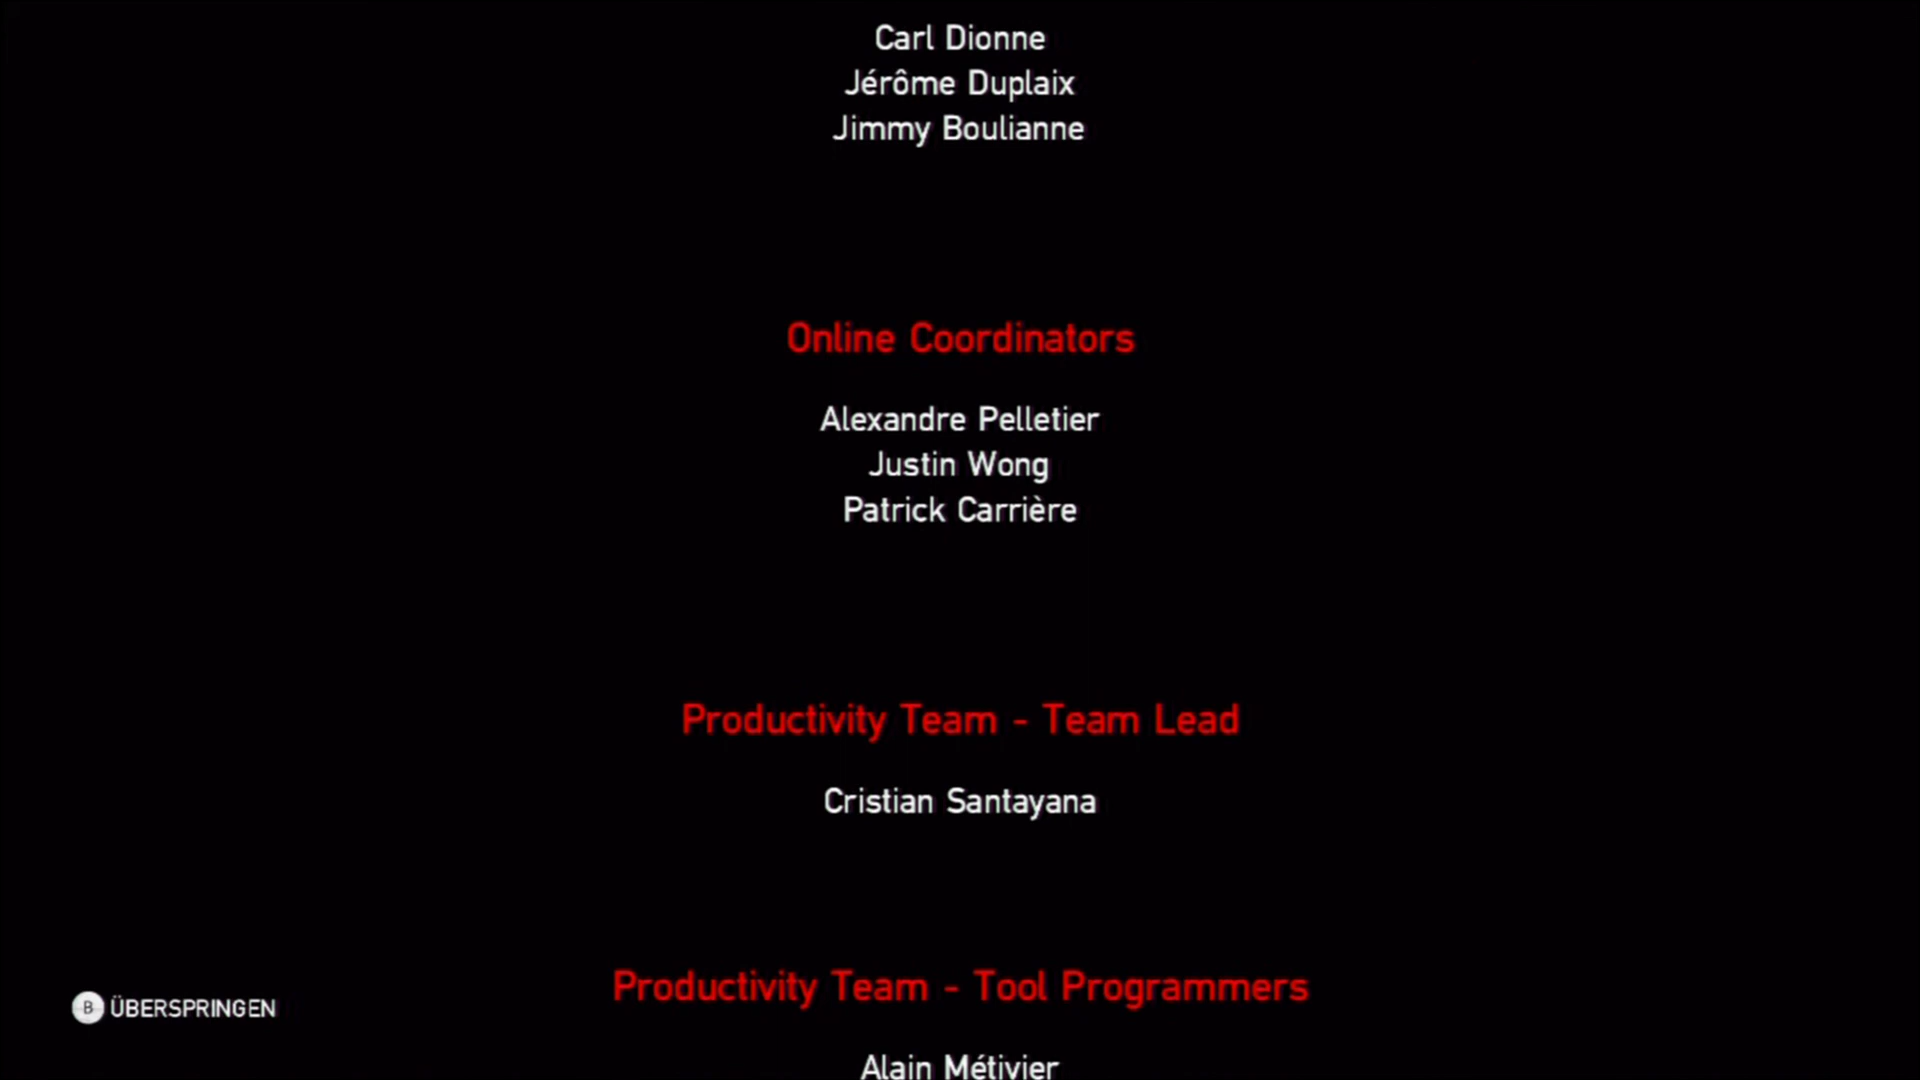 Carl Dionne
Jérôme Duplaix
Jimmy Boulianne
Online Coordinators
Alexandre Pelletier
Justin Wong
Patrick Carrière
Productivity Team - Team Lead
Cristian Santayana
Productivity Team - Tool Programmers
B ÜBERSPRINGEN
Alain Métivier